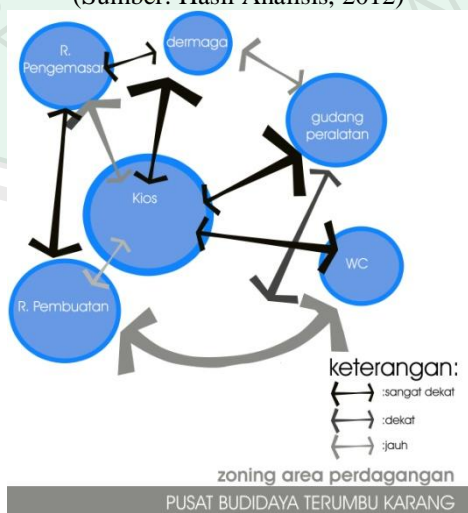 (Sumber: Hasil Analisis, 2012)
R.
Pengemasan
dermaga
gudang
peralatan
Kios
WC
R. Pembuatan
keterangan:
:sangat dekat
:dekat
:jauh
zoning area perdagangan
PUSAT BUDIDAYA TERUMBU KARANG